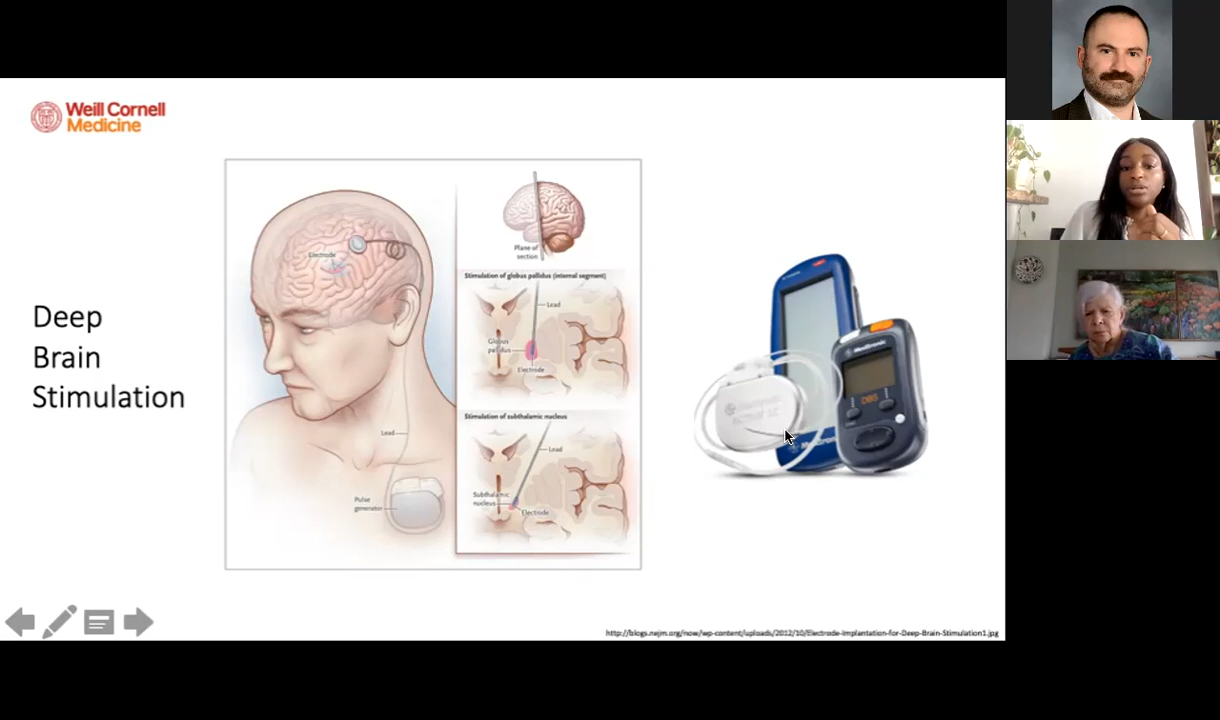 Weill Cornell
Medicine
Deep
Brain
Stimulation
Electrode
Lead
Pulse
generator
Plane of
section
Stimulation of globus pallidus (internal segment)
Lead
Globus
pallidus
Electrode
Stimulation of subthalamic nucleus
Lead
Subthalamic
nucleus
Electrode
Medtronic
DBS
http://blogs.nejm.org/now/wp-content/uploads/2012/10/Electrode-Implantation-for-Deep-Brain-Stimulation1.jpg